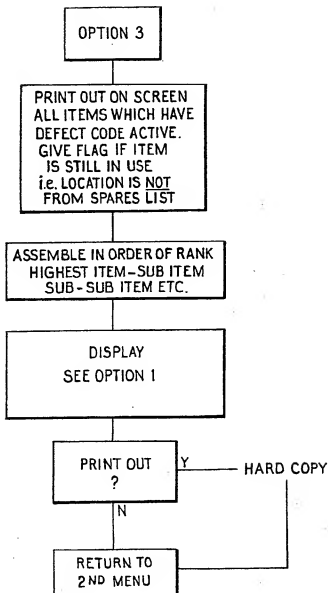 OPTION 3
PRINT OUT ON SCREEN
ALL ITEMS WHICH HAVE
DEFECT CODE ACTIVE.
GIVE FLAG IF ITEM
IS STILL IN USE
i.e. LOCATION IS NOT
FROM SPARES LIST
ASSEMBLE IN ORDER OF RANK
HIGHEST ITEM-SUB ITEM
SUB-SUB ITEM ETC.
DISPLAY
SEE OPTION 1
PRINT OUT
?
Y
HARD COPY
N
RETURN TO
2ND MENU